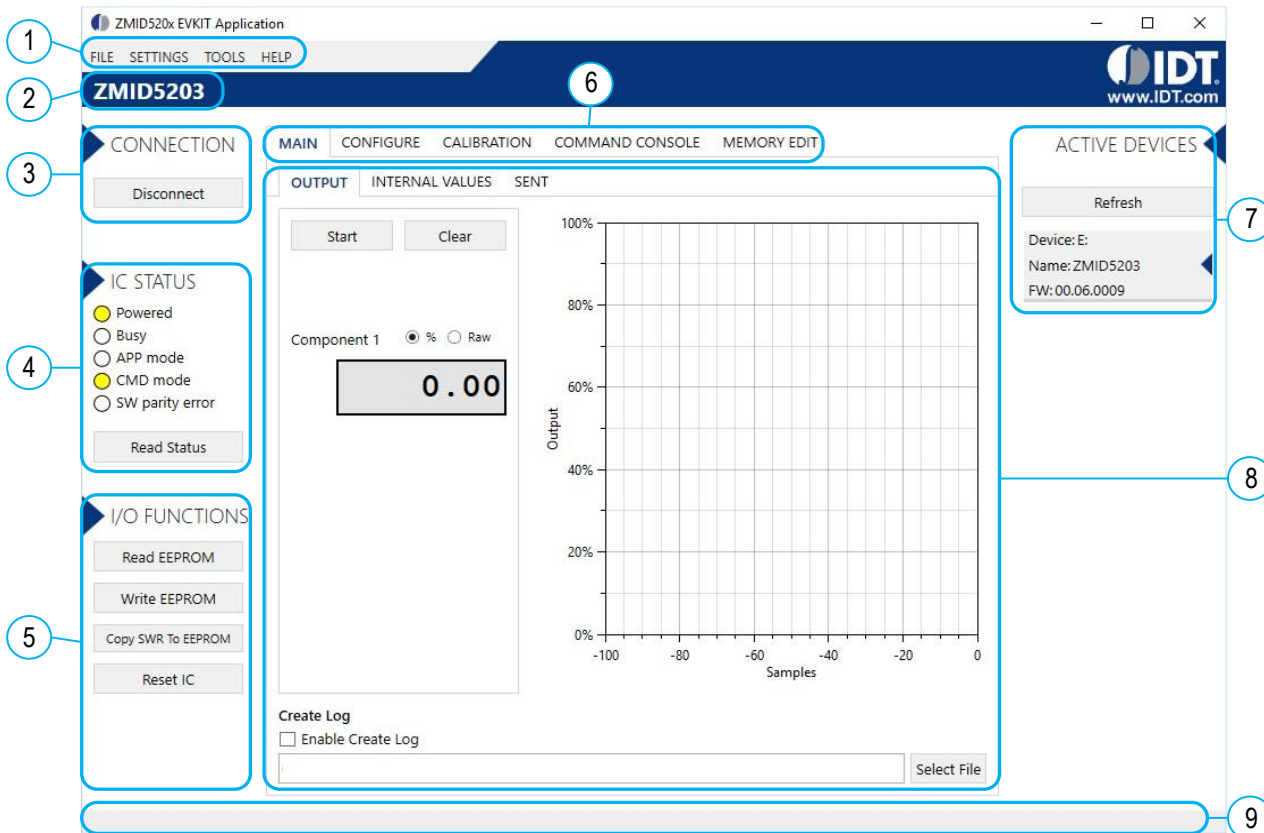 ZMID520x EVKIT Application
1
FILE SETTINGS TOOLS HELP
2
ZMID5203
IDT.
www.IDT.com
6
3
CONNECTION
Disconnect
MAIN CONFIGURE CALIBRATION COMMAND CONSOLE MEMORY EDIT
ACTIVE DEVICES
Refresh
7
Device: E:
Name: ZMID5203
FW: 00.06.0009
4
IC STATUS
Powered
Busy
APP mode
CMD mode
SW parity error
Read Status
OUTPUT INTERNAL VALUES SENT
Start Clear
Component 1 % Raw
0.00
100%
80%
60%
40%
20%
0%
Output
-100 -80 -60 -40 -20 0
Samples
8
5
I/O FUNCTIONS
Read EEPROM
Write EEPROM
Copy SWR To EEPROM
Reset IC
Create Log
Enable Create Log
Select File
9